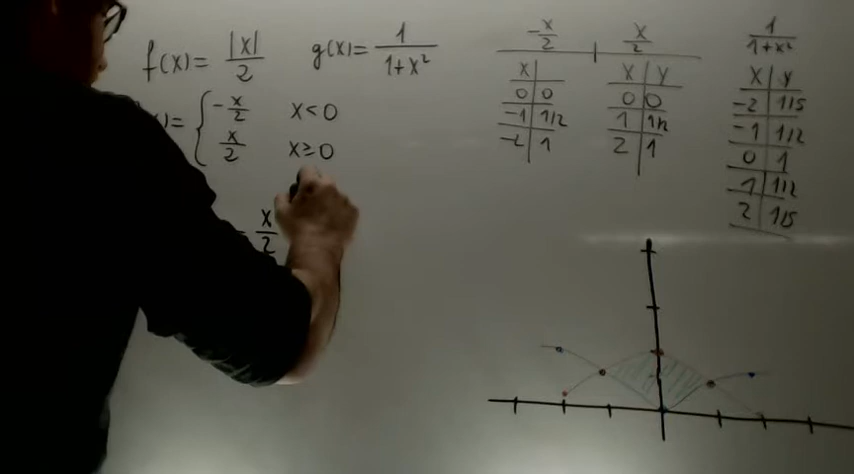 f(x)= |x|/2
g(x)= 1/1+x²
)= { -x/2 x<0
x/2 x≥0
= x/2
-x/2
x
0 0
-1 1/2
-2 1
x/2
x y
0 0
1 1/2
2 1
1/1+x²
x y
-2 1/5
-1 1/2
0 1
1 1/2
2 1/5